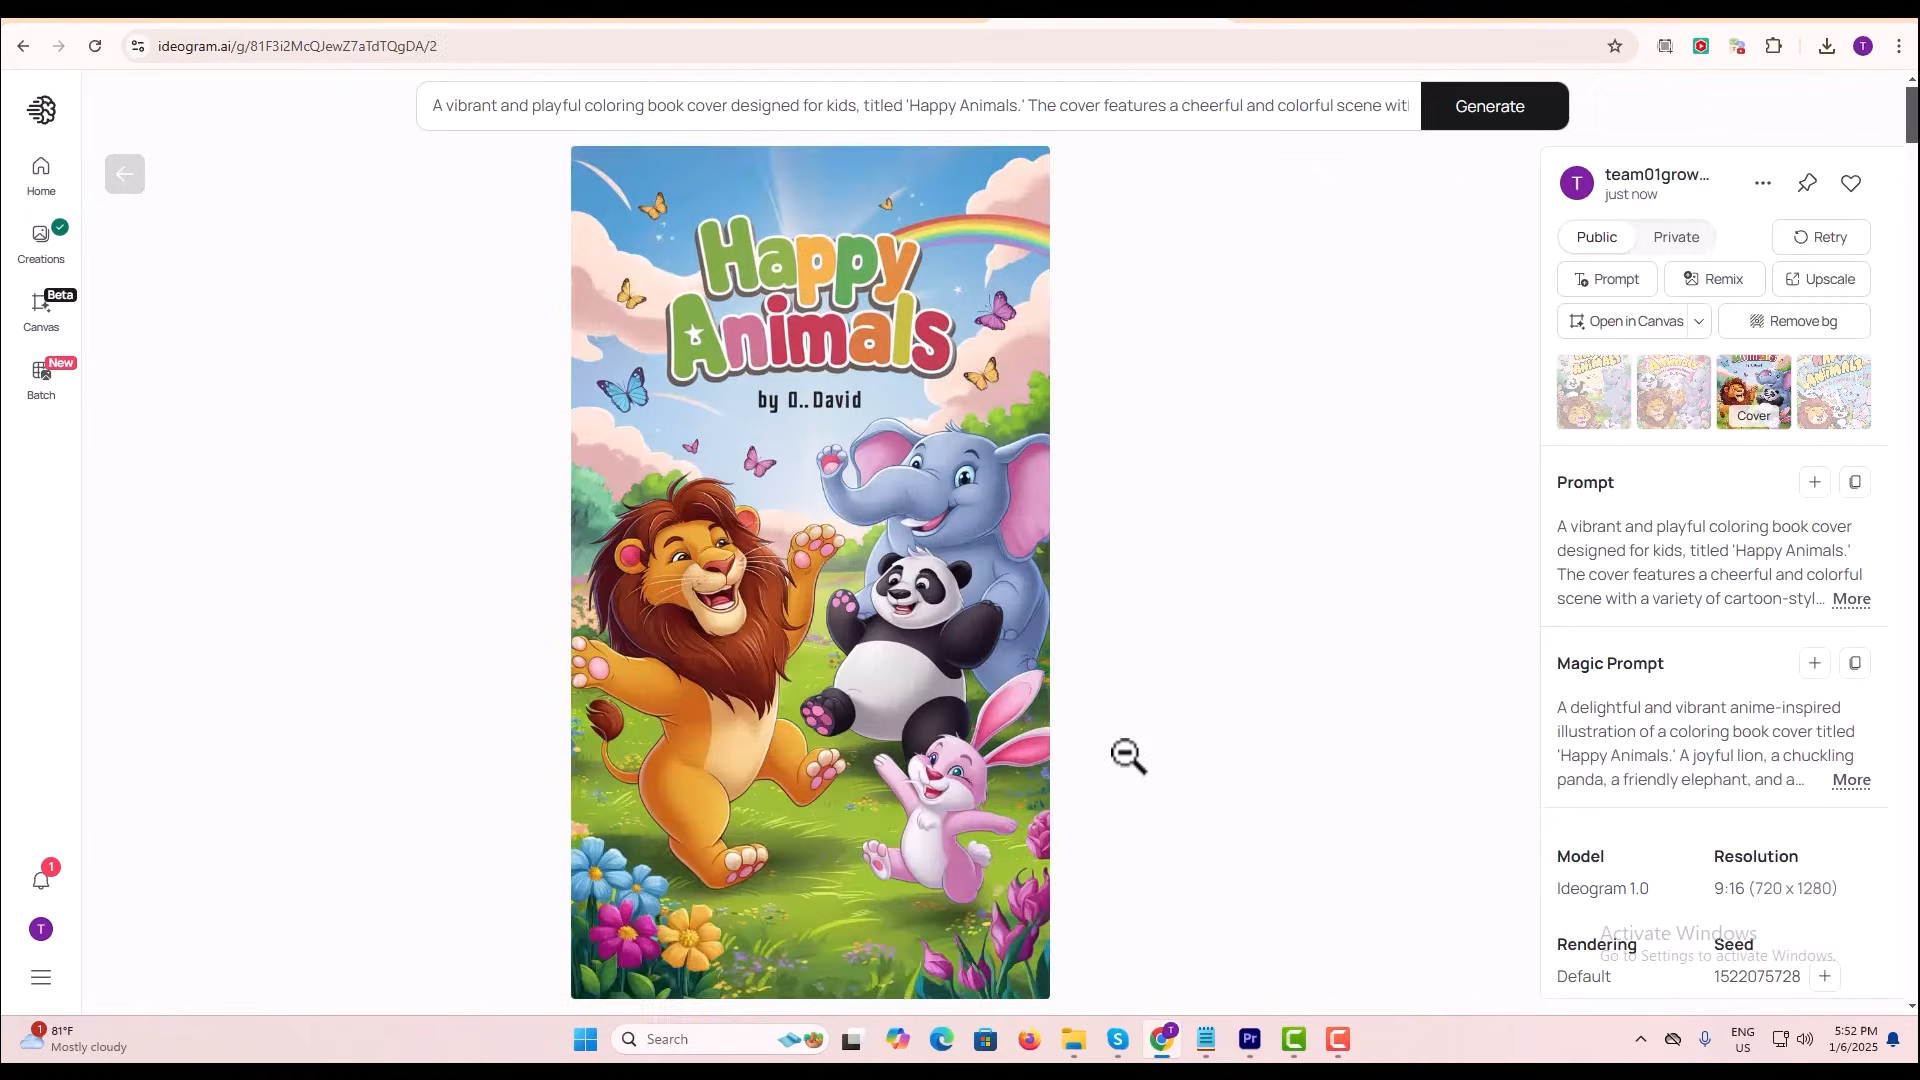 ideogram.ai/g/81F3i2McQJewZ7aTdTQgDA/2
A vibrant and playful coloring book cover designed for kids, titled 'Happy Animals.' The cover features a cheerful and colorful scene wit
Generate
Home
Creations
Beta
Canvas
New
Batch
1
T
Happy
Animals
by O..David
T
team01grow...
just now
Public
Private
Retry
Prompt
Remix
Upscale
Open in Canvas
Remove bg
Cover
Prompt
A vibrant and playful coloring book cover
designed for kids, titled 'Happy Animals.'
The cover features a cheerful and colorful
scene with a variety of cartoon-styl... More
Magic Prompt
A delightful and vibrant anime-inspired
illustration of a coloring book cover titled
'Happy Animals.' A joyful lion, a chuckling
panda, a friendly elephant, and a... More
Model
Resolution
Ideogram 1.0
9:16 (720 x 1280)
Activate Windows
Go to Settings to activate Windows.
Rendering
Seed
Default
1522075728
1
81°F
Mostly cloudy
Search
T
S
Pr
C
C
ENG
US
5:52 PM
1/6/2025